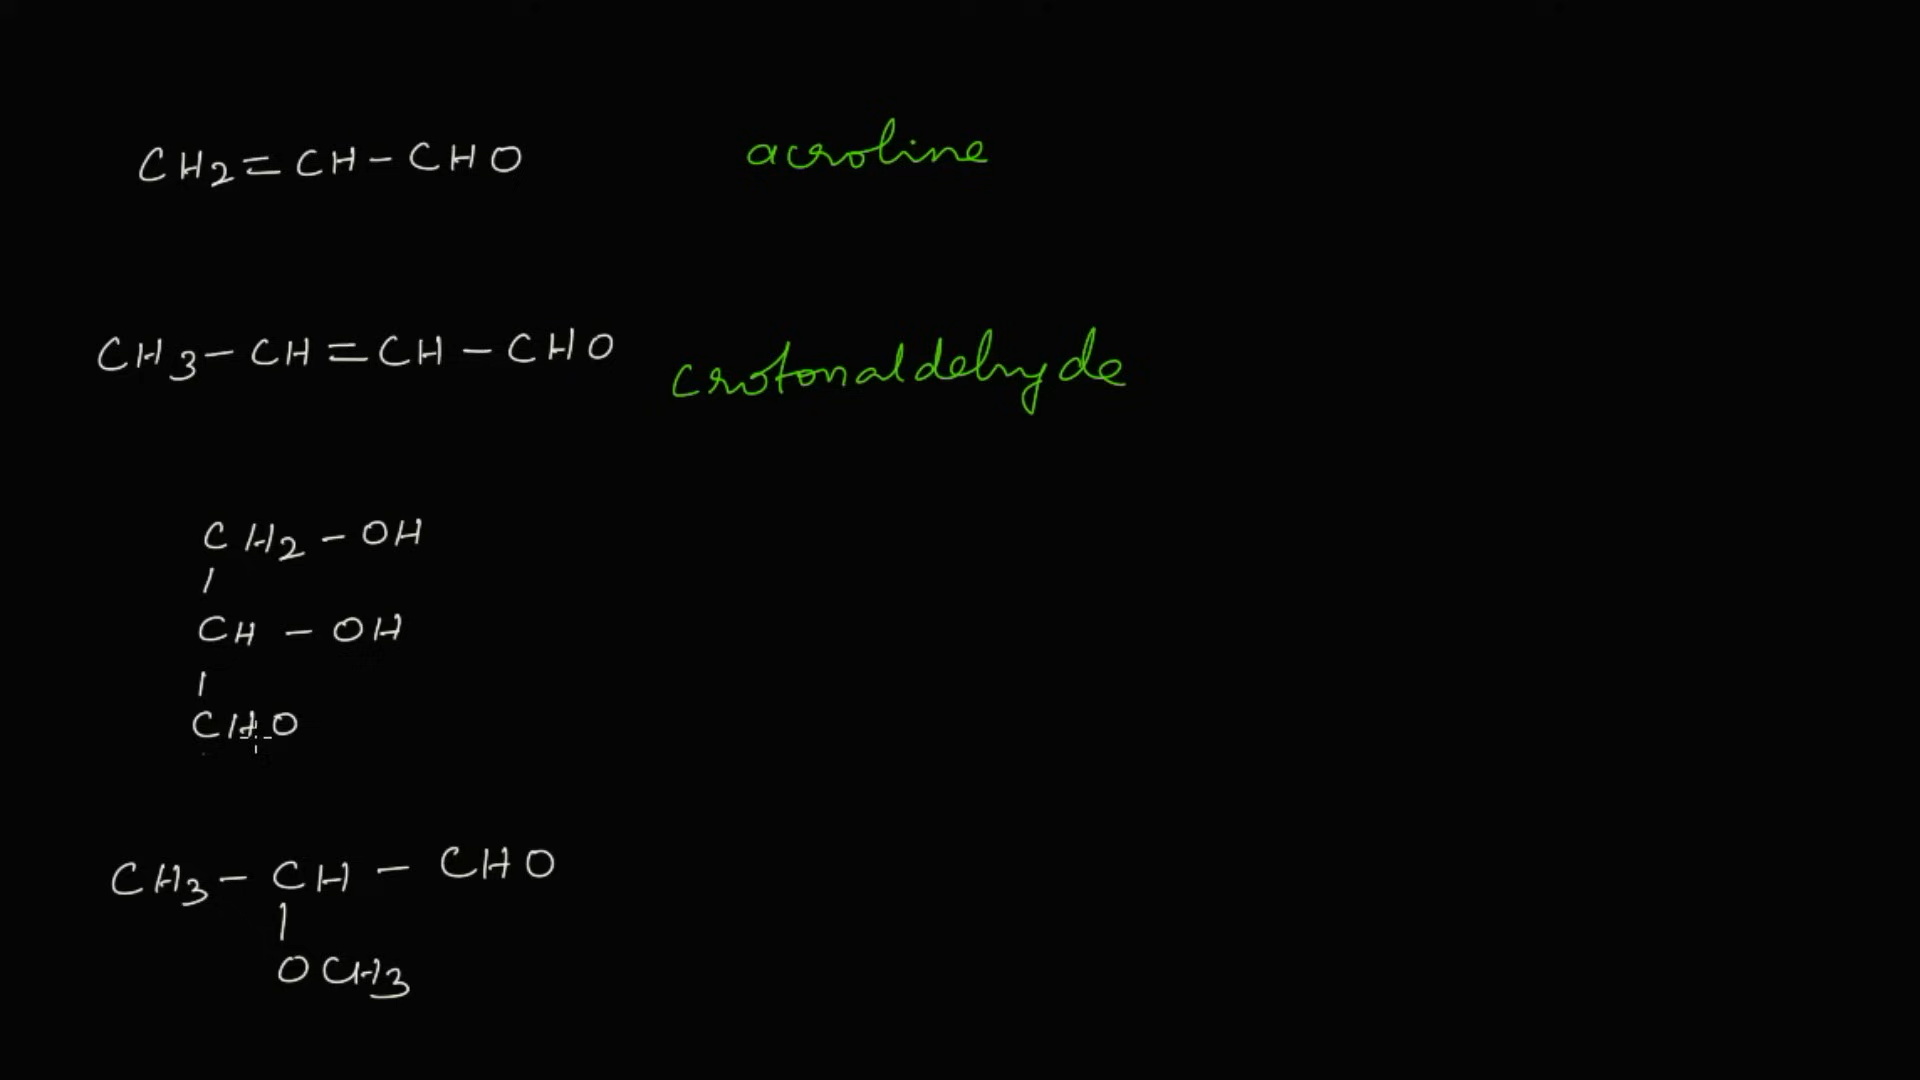 CH2=CH-CHO acroline
CH3-CH=CH-CHO crotonaldehyde
CH2-OH
|
CH-OH
|
CHO
CH3-CH-CHO
|
OCH3